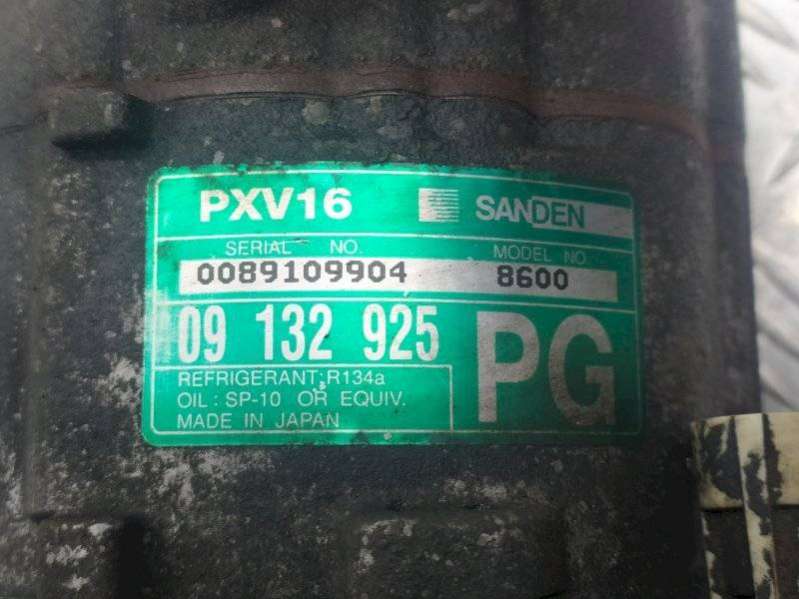 PXV16 SANDEN
SERIAL NO. MODEL NO.
0089109904 8600
09 132 925 PG
REFRIGERANT: R134a
OIL : SP-10 OR EQUIV.
MADE IN JAPAN